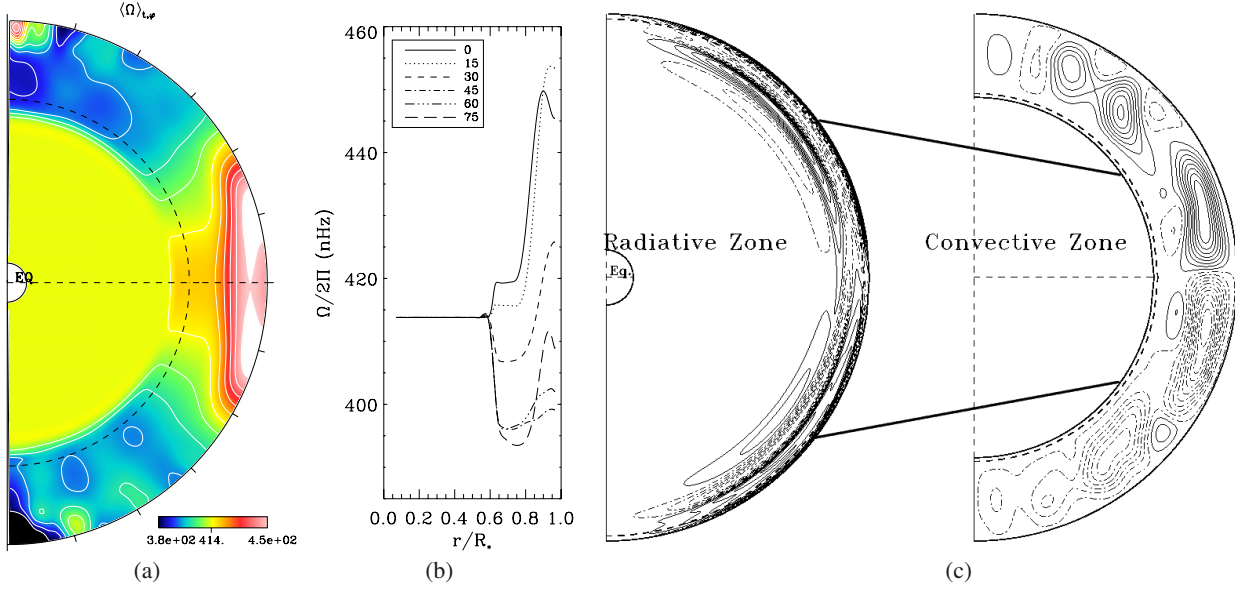 ⟨Ω⟩t,φ
EQ
3.8e+02 414. 4.5e+02
(a)
460
440
420
400
Ω/2Π (nHz)
0
15
30
45
60
75
0.0 0.2 0.4 0.6 0.8 1.0
r/R*
(b)
Radiative Zone
Eq.
Convective Zone
(c)